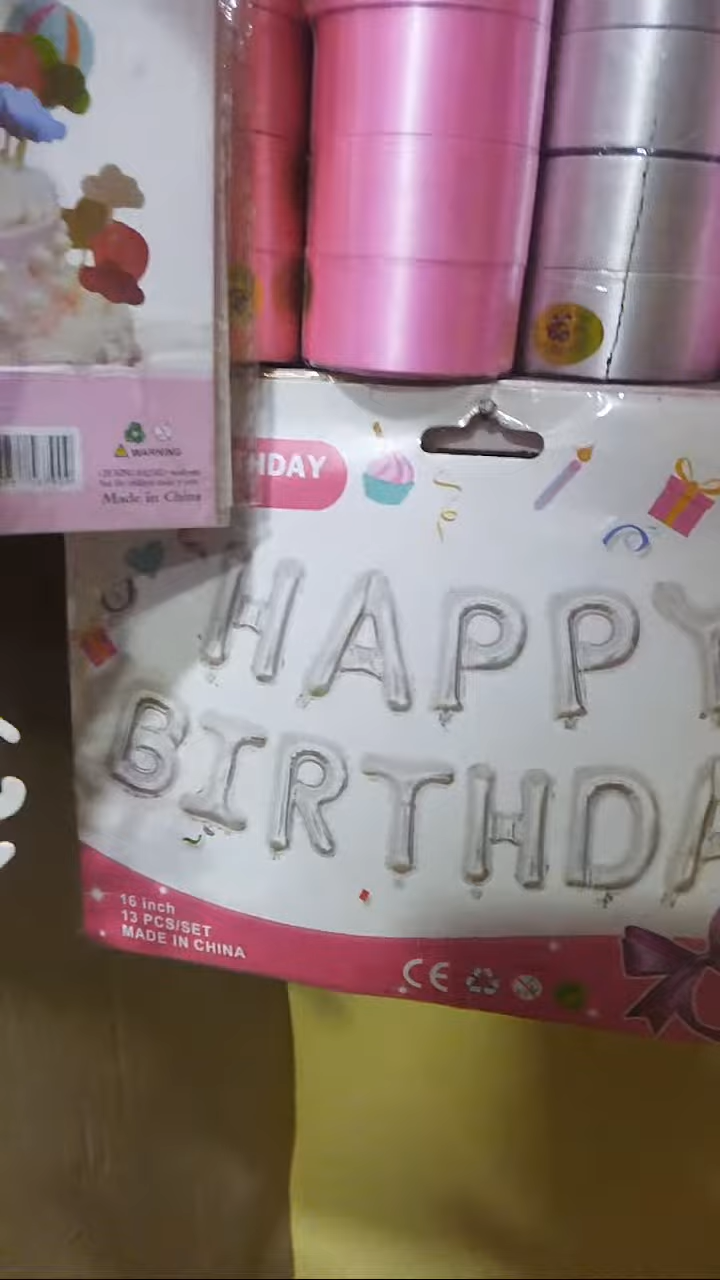 WARNING
Made in China
HDAY
HAPPY
BIRTHDA
16 inch
13 PCS/SET
MADE IN CHINA
CE